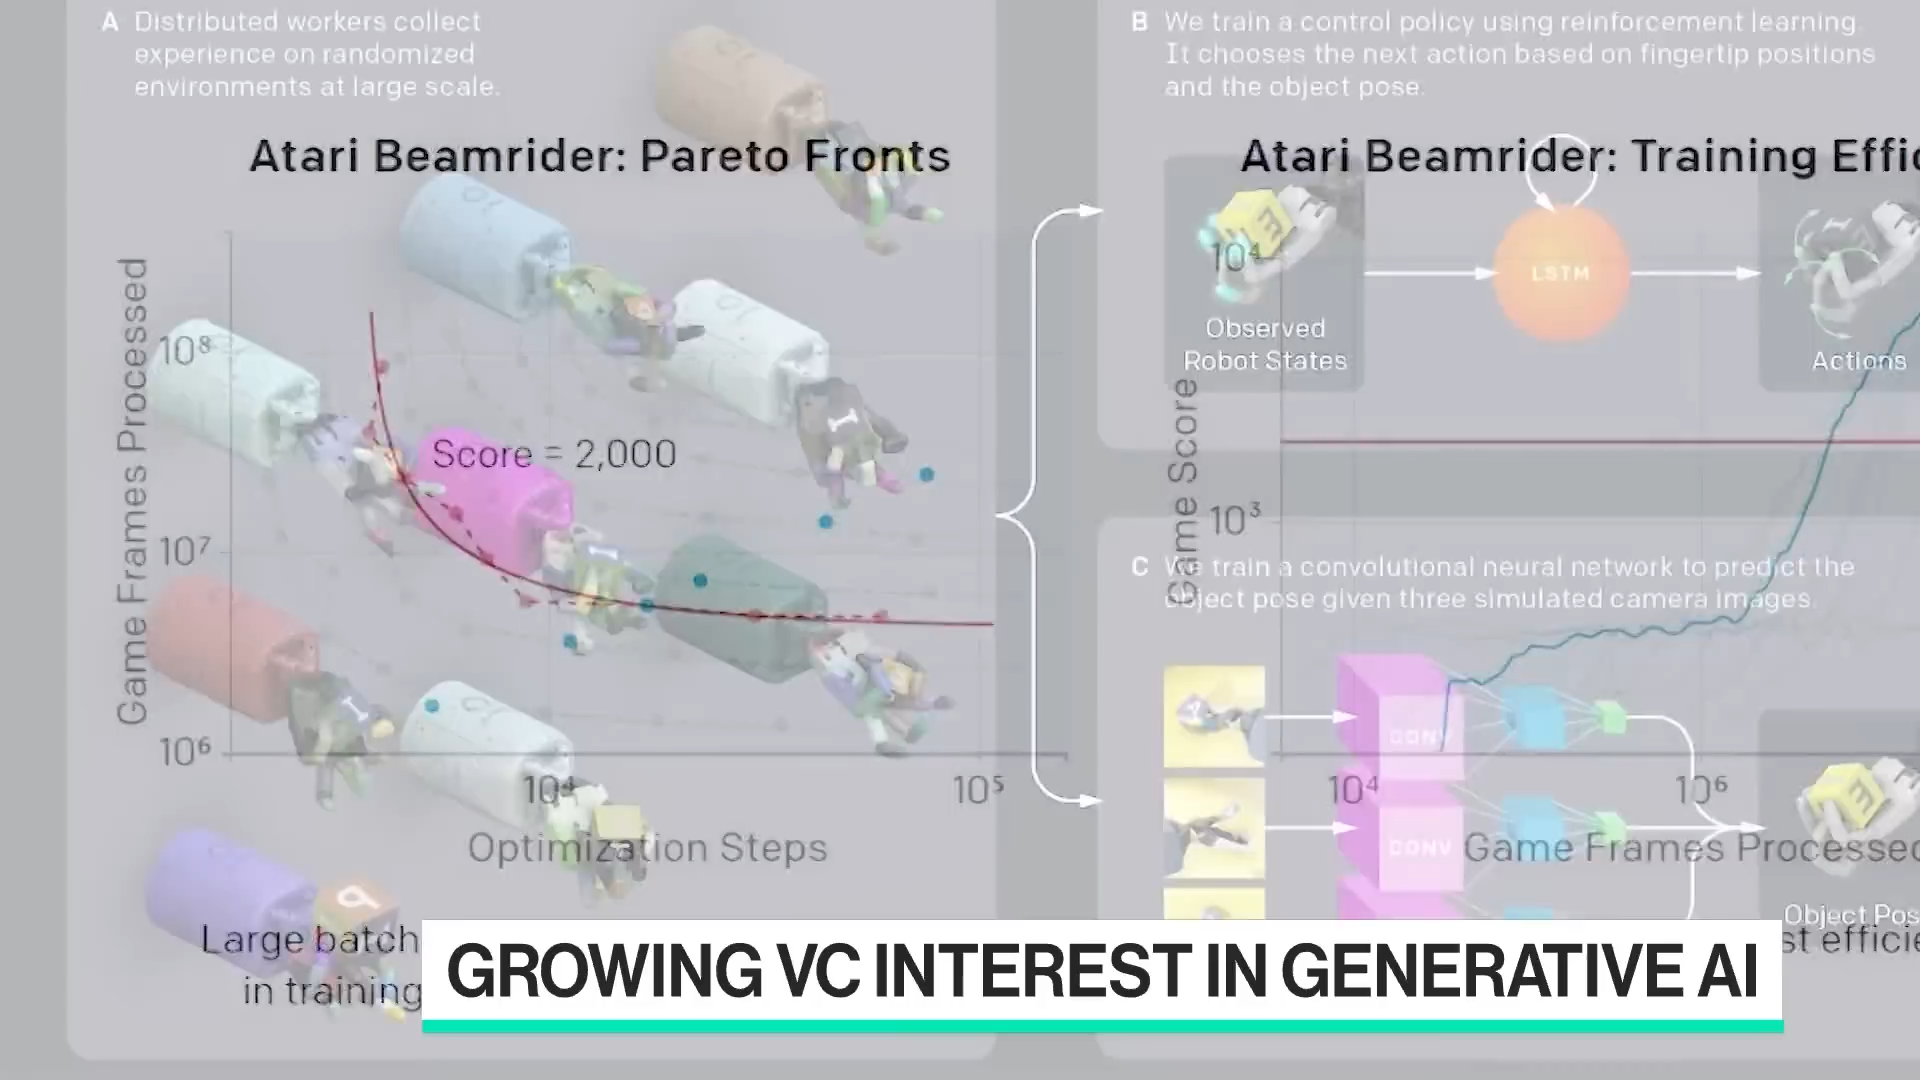 A Distributed workers collect
experience on randomized
environments at large scale.
B We train a control policy using reinforcement learning.
It chooses the next action based on fingertip positions
and the object pose.
Atari Beamrider: Pareto Fronts
Atari Beamrider: Training Effic
Game Frames Processed
10⁸
10⁷
10⁶
Score = 2,000
10⁴
10⁵
Optimization Steps
Large batch
in training
Observed
Robot States
LSTM
Actions
Game Score
10⁴
10³
C We train a convolutional neural network to predict the
object pose given three simulated camera images.
CONV
CONV
10⁴
10⁶
Game Frames Processed
Object Pos
st efficie
GROWING VC INTEREST IN GENERATIVE AI